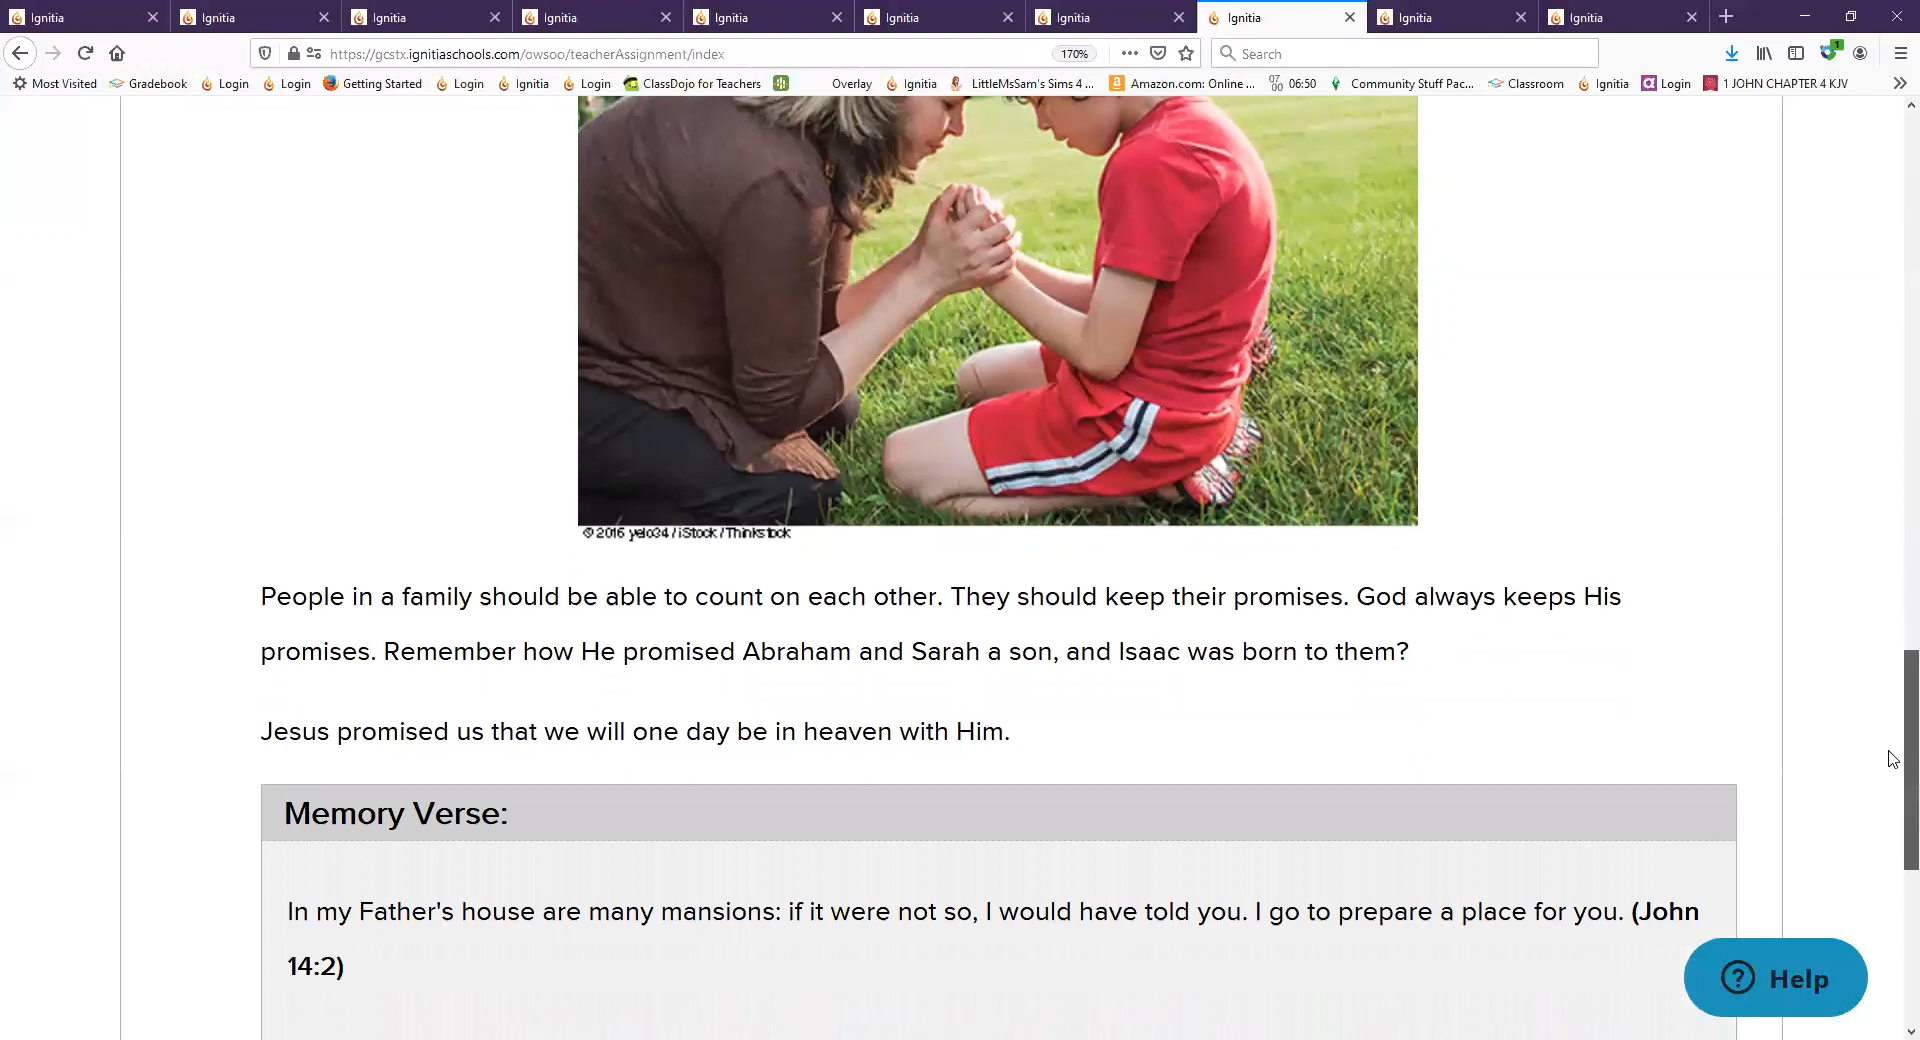 Ignitia Ignitia Ignitia Ignitia Ignitia Ignitia Ignitia Ignitia Ignitia Ignitia
https://gcstx.ignitiaschools.com/owsoo/teacherAssignment/index 170% Search 1
Most Visited Gradebook Login Login Getting Started Login Ignitia Login ClassDojo for Teachers Overlay Ignitia LittleMsSam's Sims 4 ... Amazon.com: Online ... 07 00 06:50 Community Stuff Pac... Classroom Ignitia Login 1 JOHN CHAPTER 4 KJV
© 2016 yelo34 / iStock / Thinkstock
People in a family should be able to count on each other. They should keep their promises. God always keeps His
promises. Remember how He promised Abraham and Sarah a son, and Isaac was born to them?
Jesus promised us that we will one day be in heaven with Him.
Memory Verse:
In my Father's house are many mansions: if it were not so, I would have told you. I go to prepare a place for you. (John
14:2)
Help